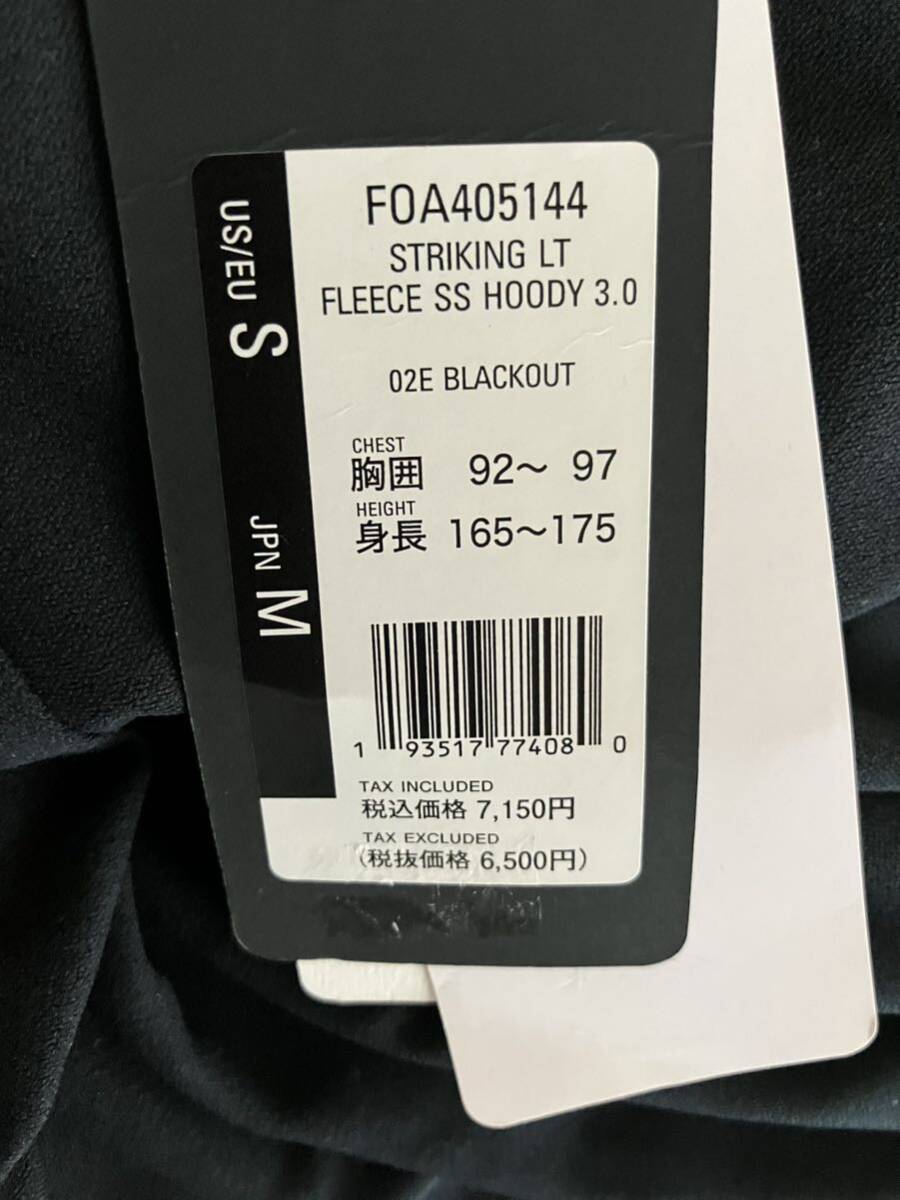 US/EU S
JPN M
FOA405144
STRIKING LT
FLEECE SS HOODY 3.0
02E BLACKOUT
CHEST
胸囲 92〜 97
HEIGHT
身長 165〜175
1 93517 77408 0
TAX INCLUDED
税込価格 7,150円
TAX EXCLUDED
(税抜価格 6,500円)